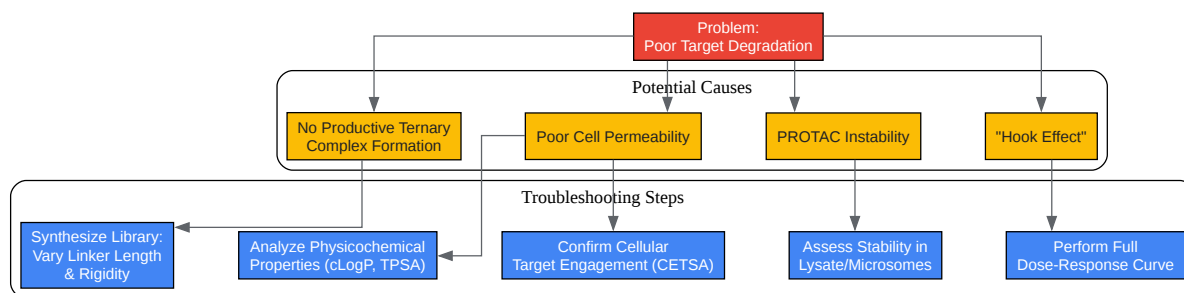 Problem:
Poor Target Degradation
Potential Causes
No Productive Ternary
Complex Formation
Poor Cell Permeability
PROTAC Instability
"Hook Effect"
Troubleshooting Steps
Synthesize Library:
Vary Linker Length
& Rigidity
Analyze Physicochemical
Properties (cLogP, TPSA)
Confirm Cellular
Target Engagement (CETSA)
Assess Stability in
Lysate/Microsomes
Perform Full
Dose-Response Curve